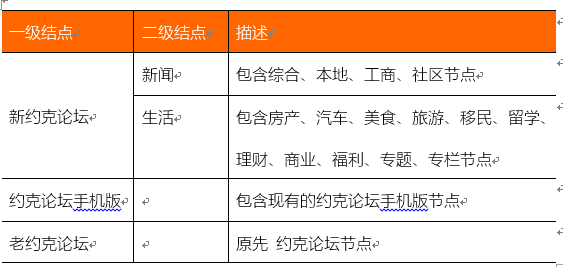 一级结点 二级结点 描述
新闻 包含综合、本地、工商、社区节点
新约克论坛 生活 包含房产、汽车、美食、旅游、移民、留学、
理财、商业、福利、专题、专栏节点
约克论坛手机版 包含现有的约克论坛手机版节点
老约克论坛 原先 约克论坛节点